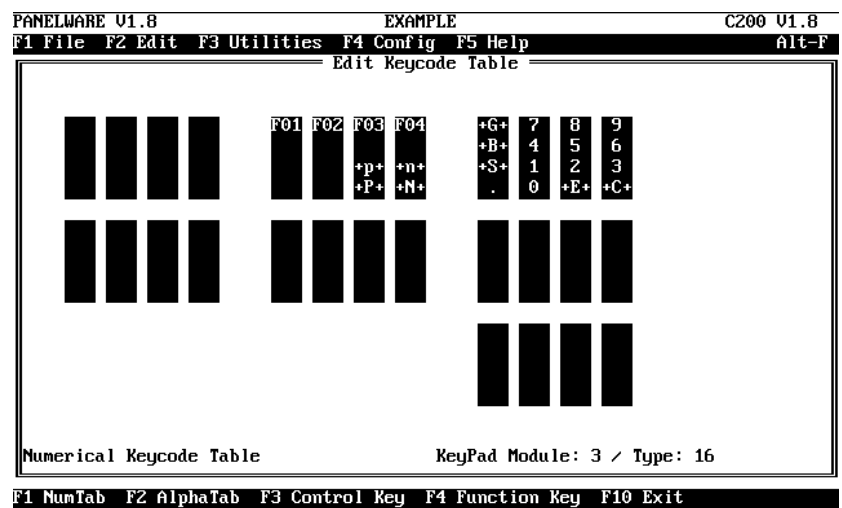 PANELWARE V1.8 EXAMPLE C200 V1.8
F1 File F2 Edit F3 Utilities F4 Config F5 Help Alt-F
Edit Keycode Table
F01 F02 F03 F04 +G+ 7 8 9
+B+ 4 5 6
+p+ +n+ +S+ 1 2 3
+P+ +N+ . 0 +E+ +C+
Numerical Keycode Table KeyPad Module: 3 / Type: 16
F1 NumTab F2 AlphaTab F3 Control Key F4 Function Key F10 Exit